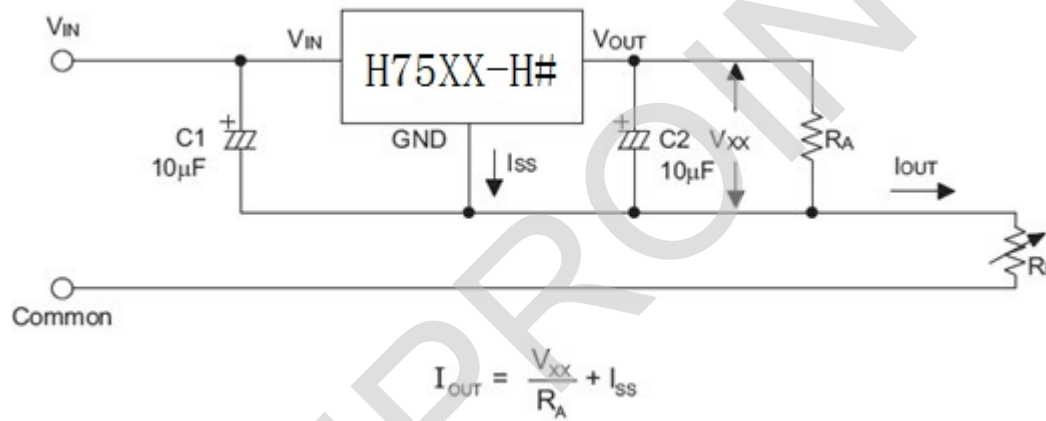 VIN
VIN
H75XX-H#
VOUT
C1
10μF
GND
ISS
C2
10μF
VXX
RA
IOUT
Common
IOUT = VXX / RA + ISS